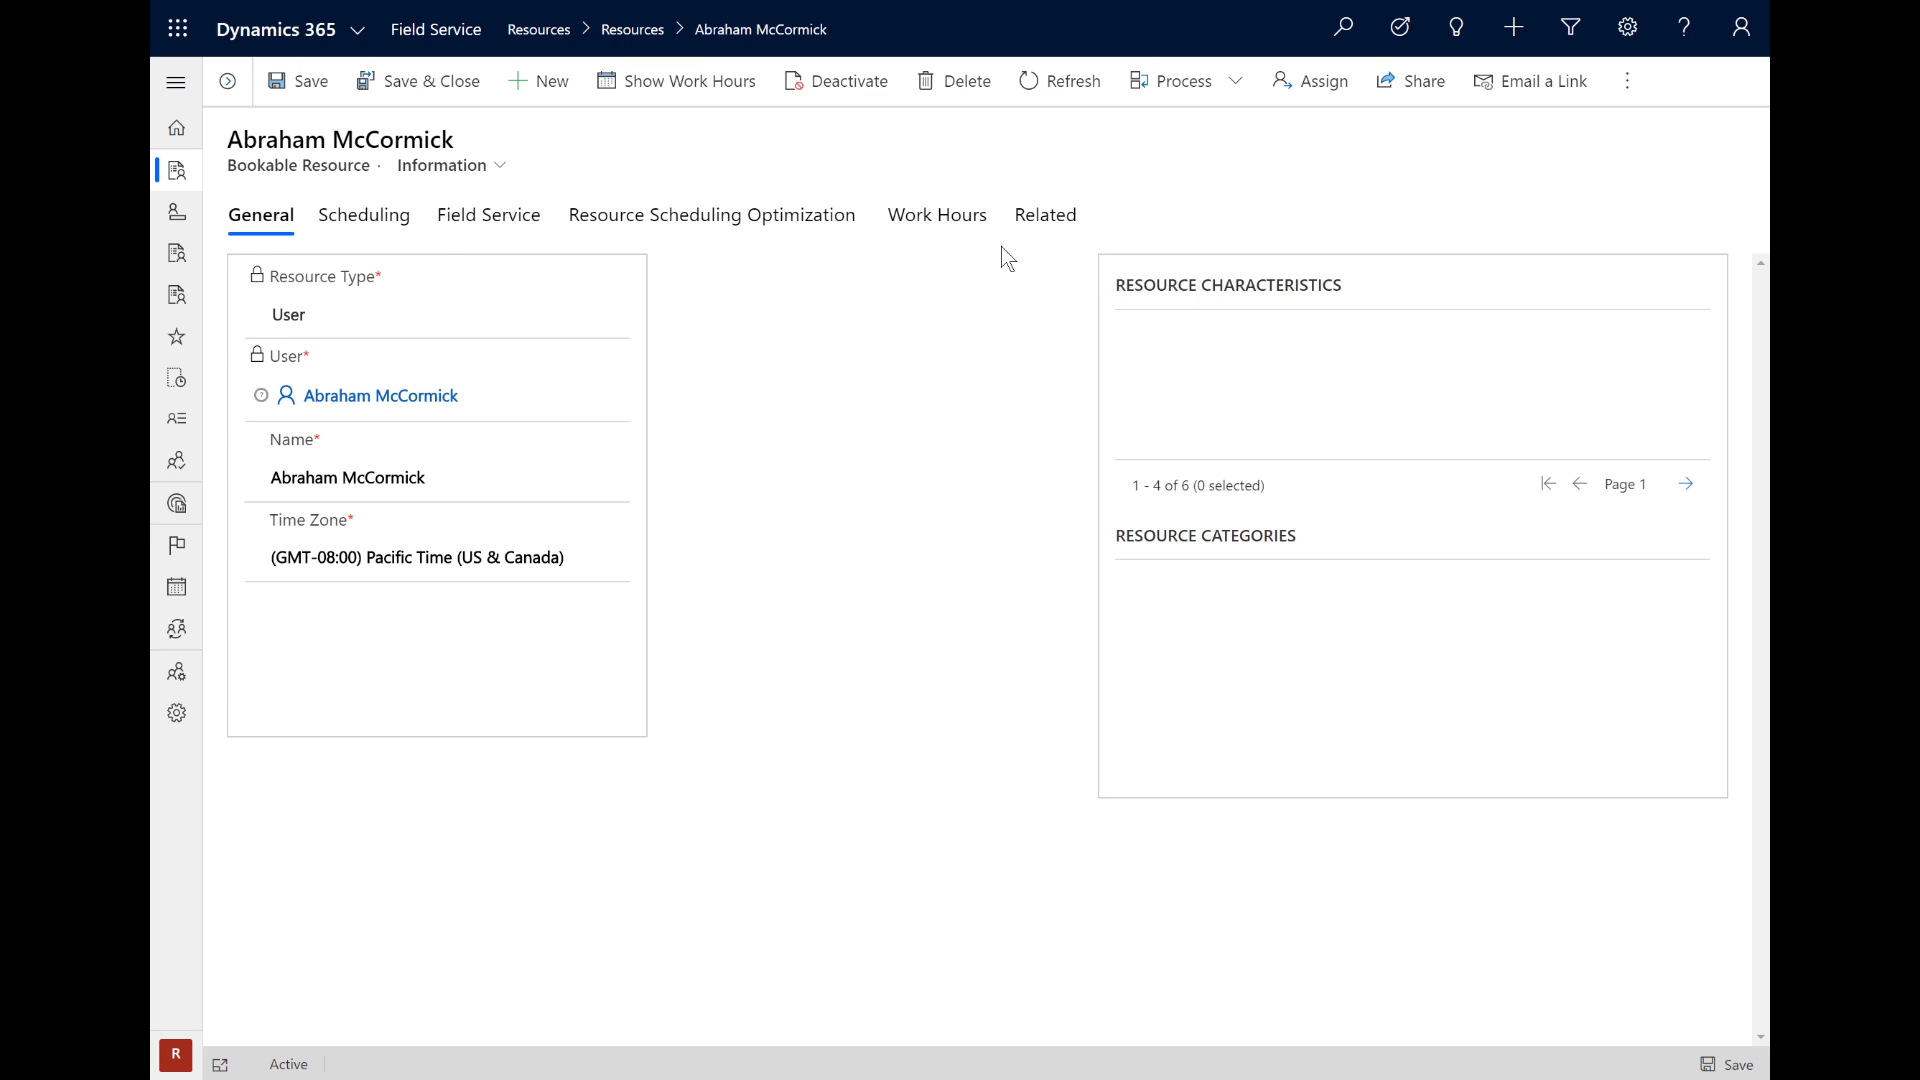 Dynamics 365 Field Service Resources > Resources > Abraham McCormick
Save Save & Close New Show Work Hours Deactivate Delete Refresh Process Assign Share Email a Link
Abraham McCormick
Bookable Resource · Information
General Scheduling Field Service Resource Scheduling Optimization Work Hours Related
Resource Type*
User
User*
Abraham McCormick
Name*
Abraham McCormick
Time Zone*
(GMT-08:00) Pacific Time (US & Canada)
RESOURCE CHARACTERISTICS
1 - 4 of 6 (0 selected) Page 1
RESOURCE CATEGORIES
R Active Save